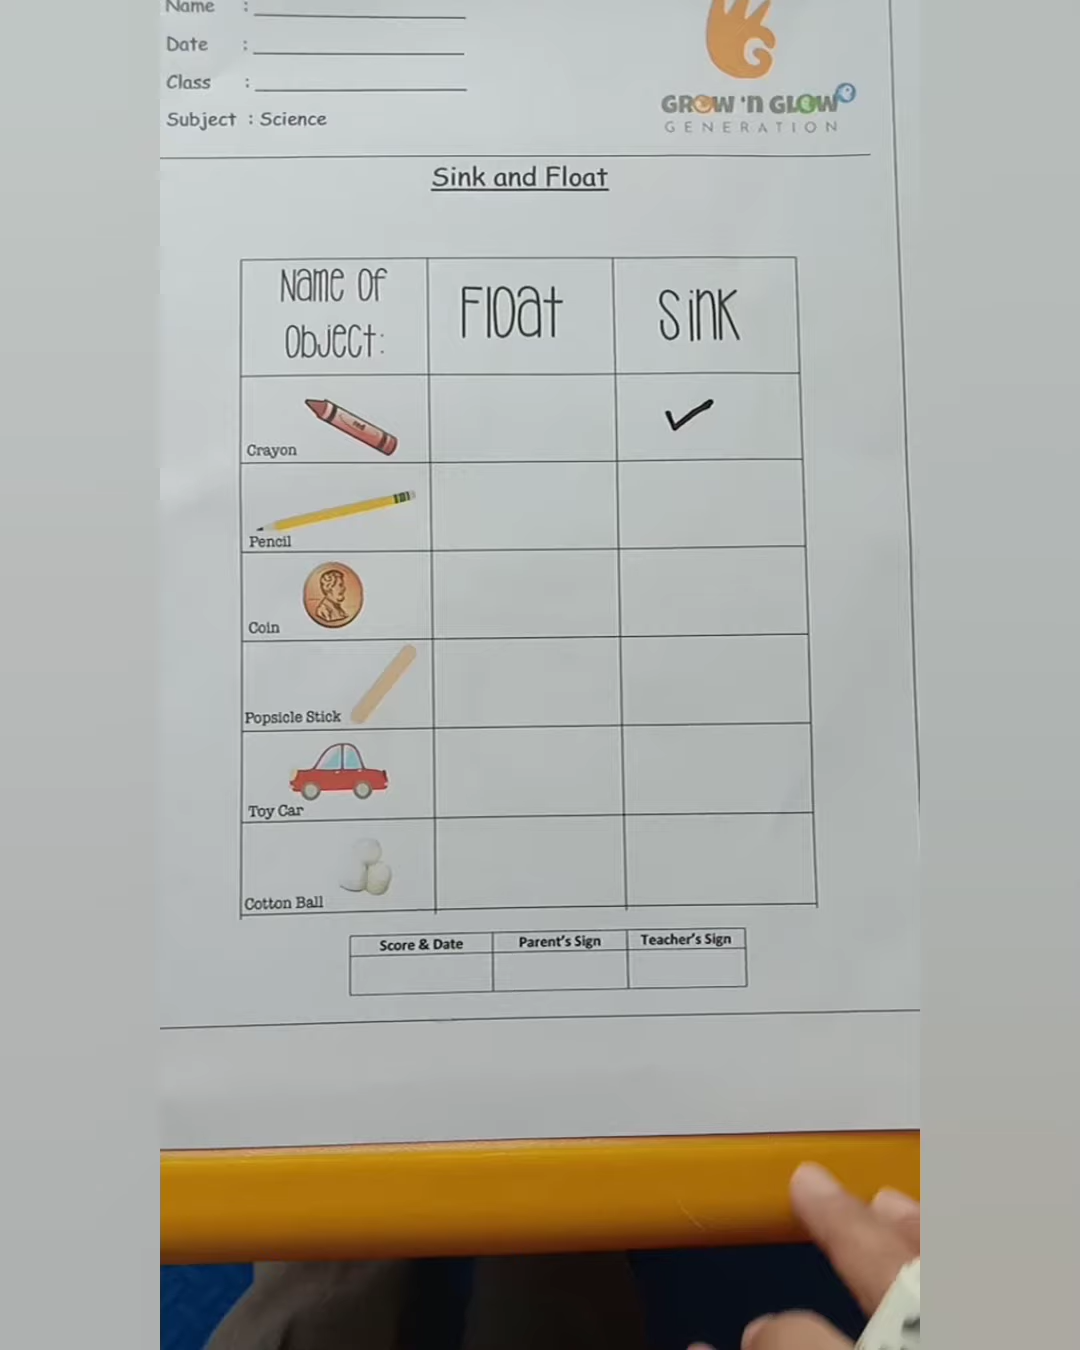 Name :
Date :
Class :
Subject : Science
GROW 'N GLOW
GENERATION
Sink and Float
Name of Object:
Float
Sink
red
Crayon
Pencil
Coin
Popsicle Stick
Toy Car
Cotton Ball
Score & Date
Parent's Sign
Teacher's Sign